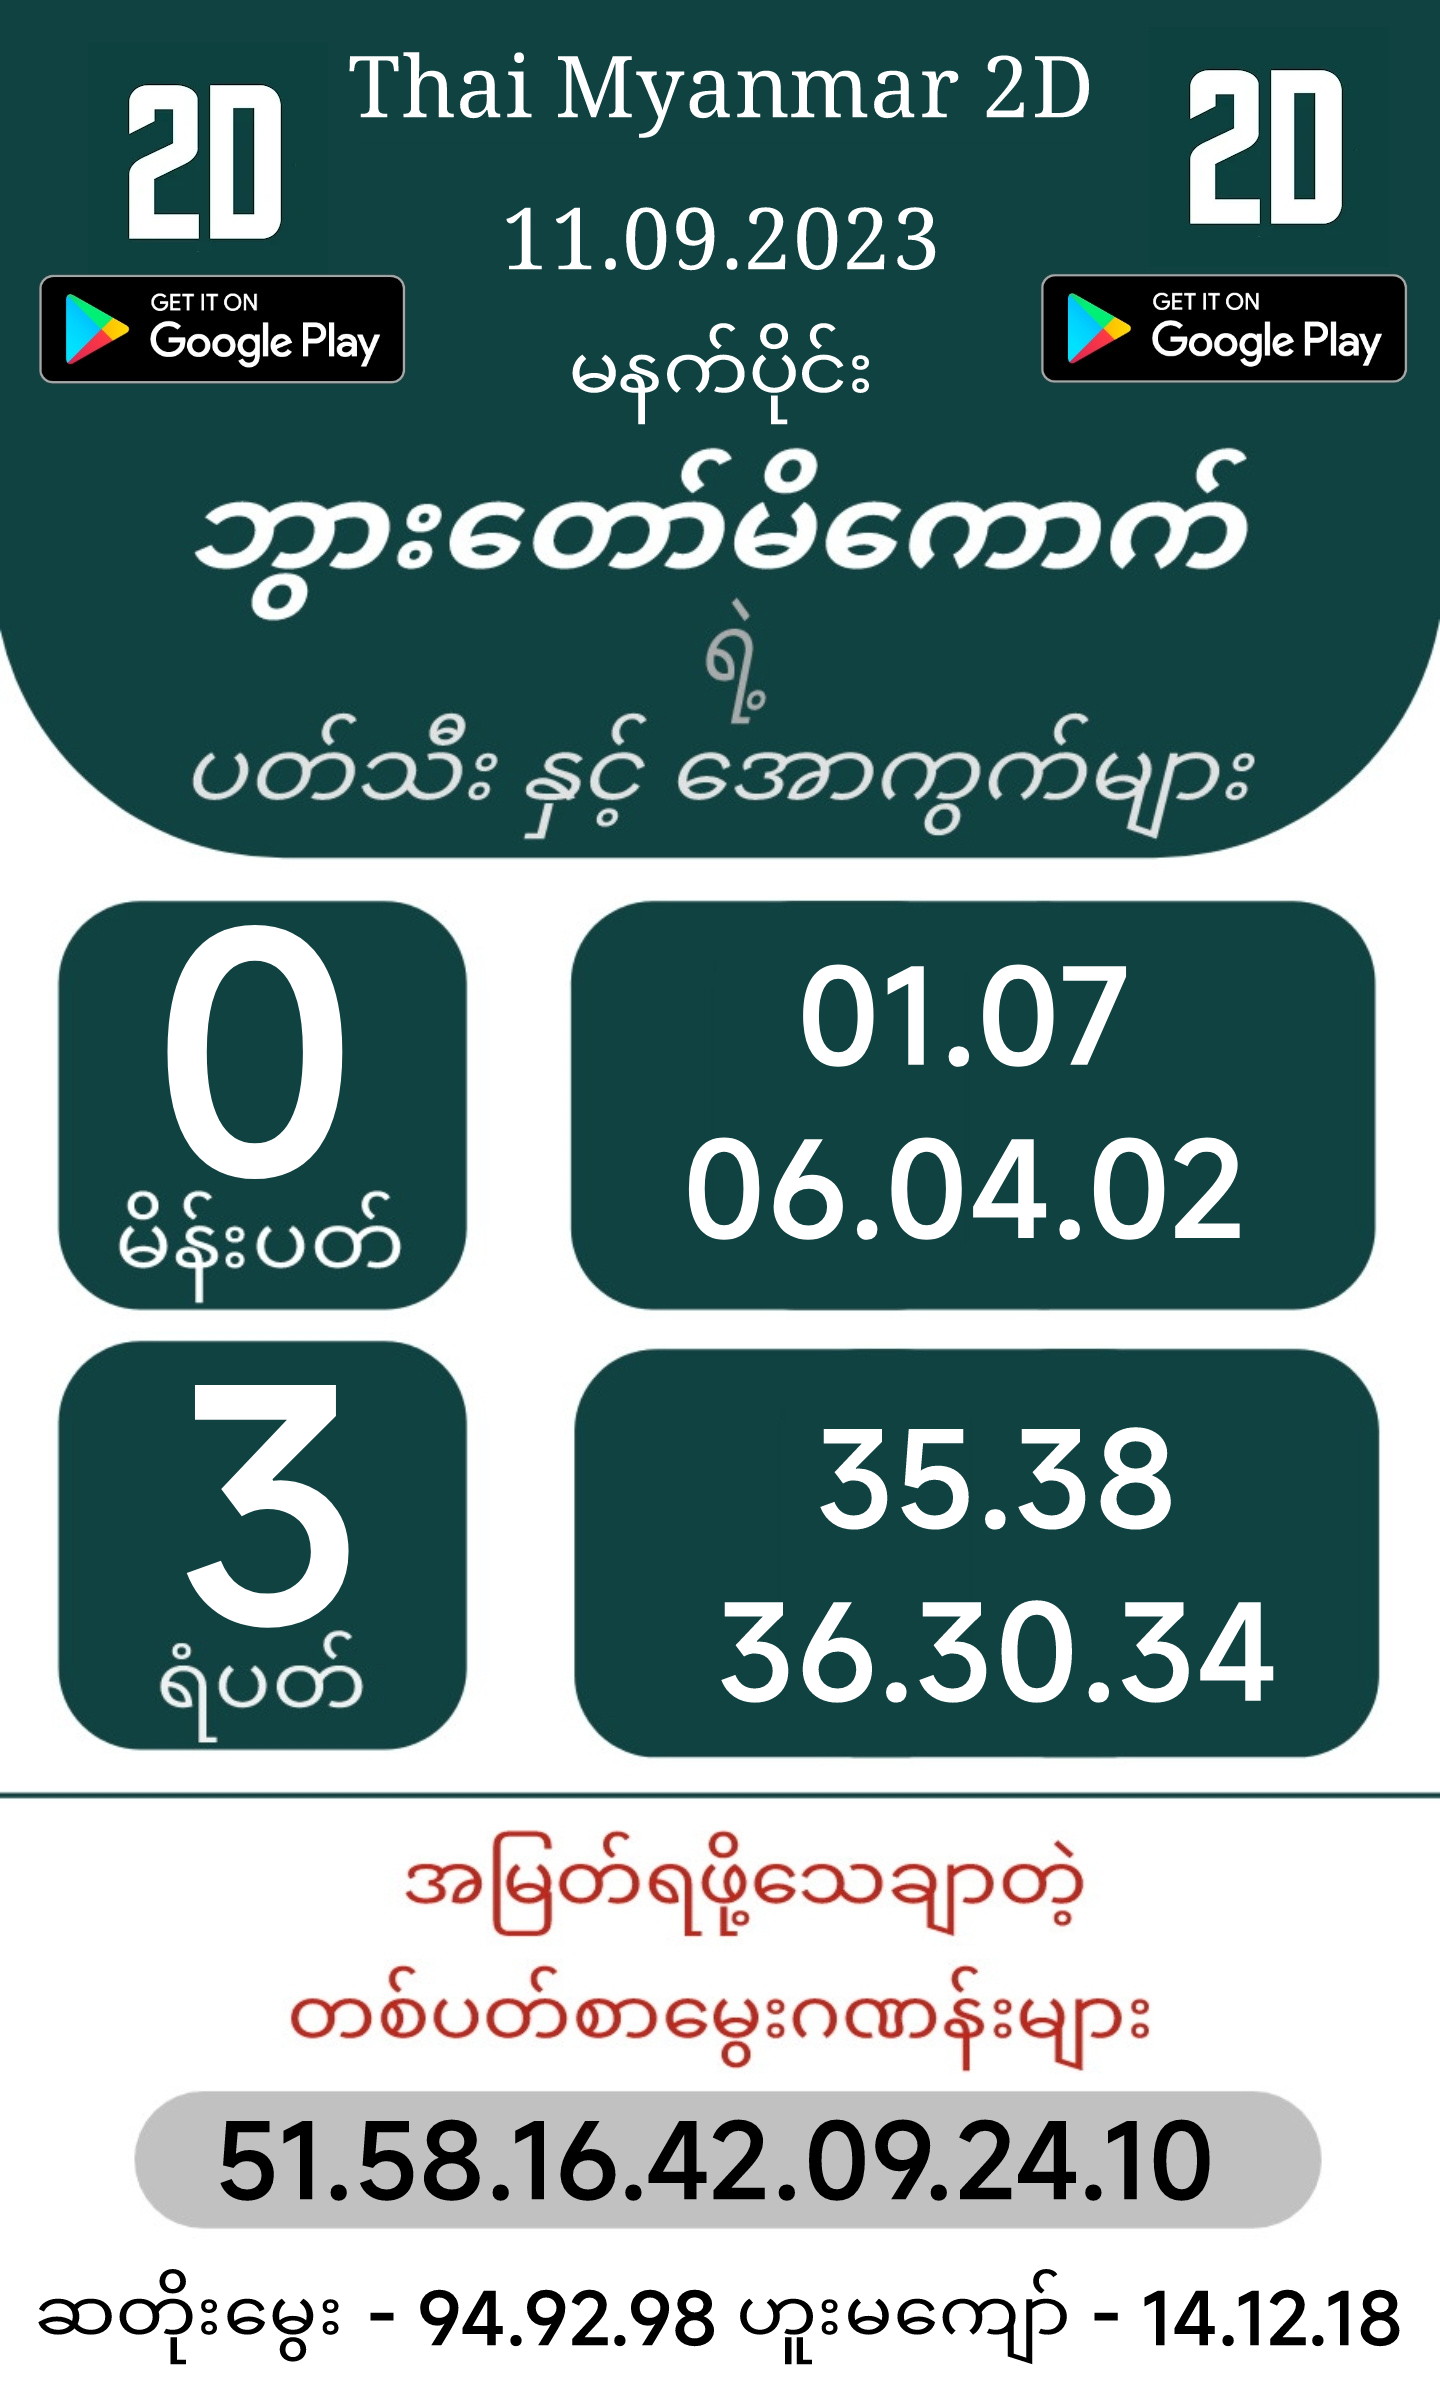 Thai Myanmar 2D
2D
2D
11.09.2023
GET IT ON
Google Play
GET IT ON
Google Play
မနက်ပိုင်း
ဘွားတော်မိကောက်
ရဲ့
ပတ်သီး နှင့် အောကွက်များ
0
မိန်းပတ်
01.07
06.04.02
3
ရံပတ်
35.38
36.30.34
အမြတ်ရဖို့သေချာတဲ့
တစ်ပတ်စာမွေးဂဏန်းများ
51.58.16.42.09.24.10
ဆတိုးမွေး - 94.92.98 ဟူးမကျော် - 14.12.18